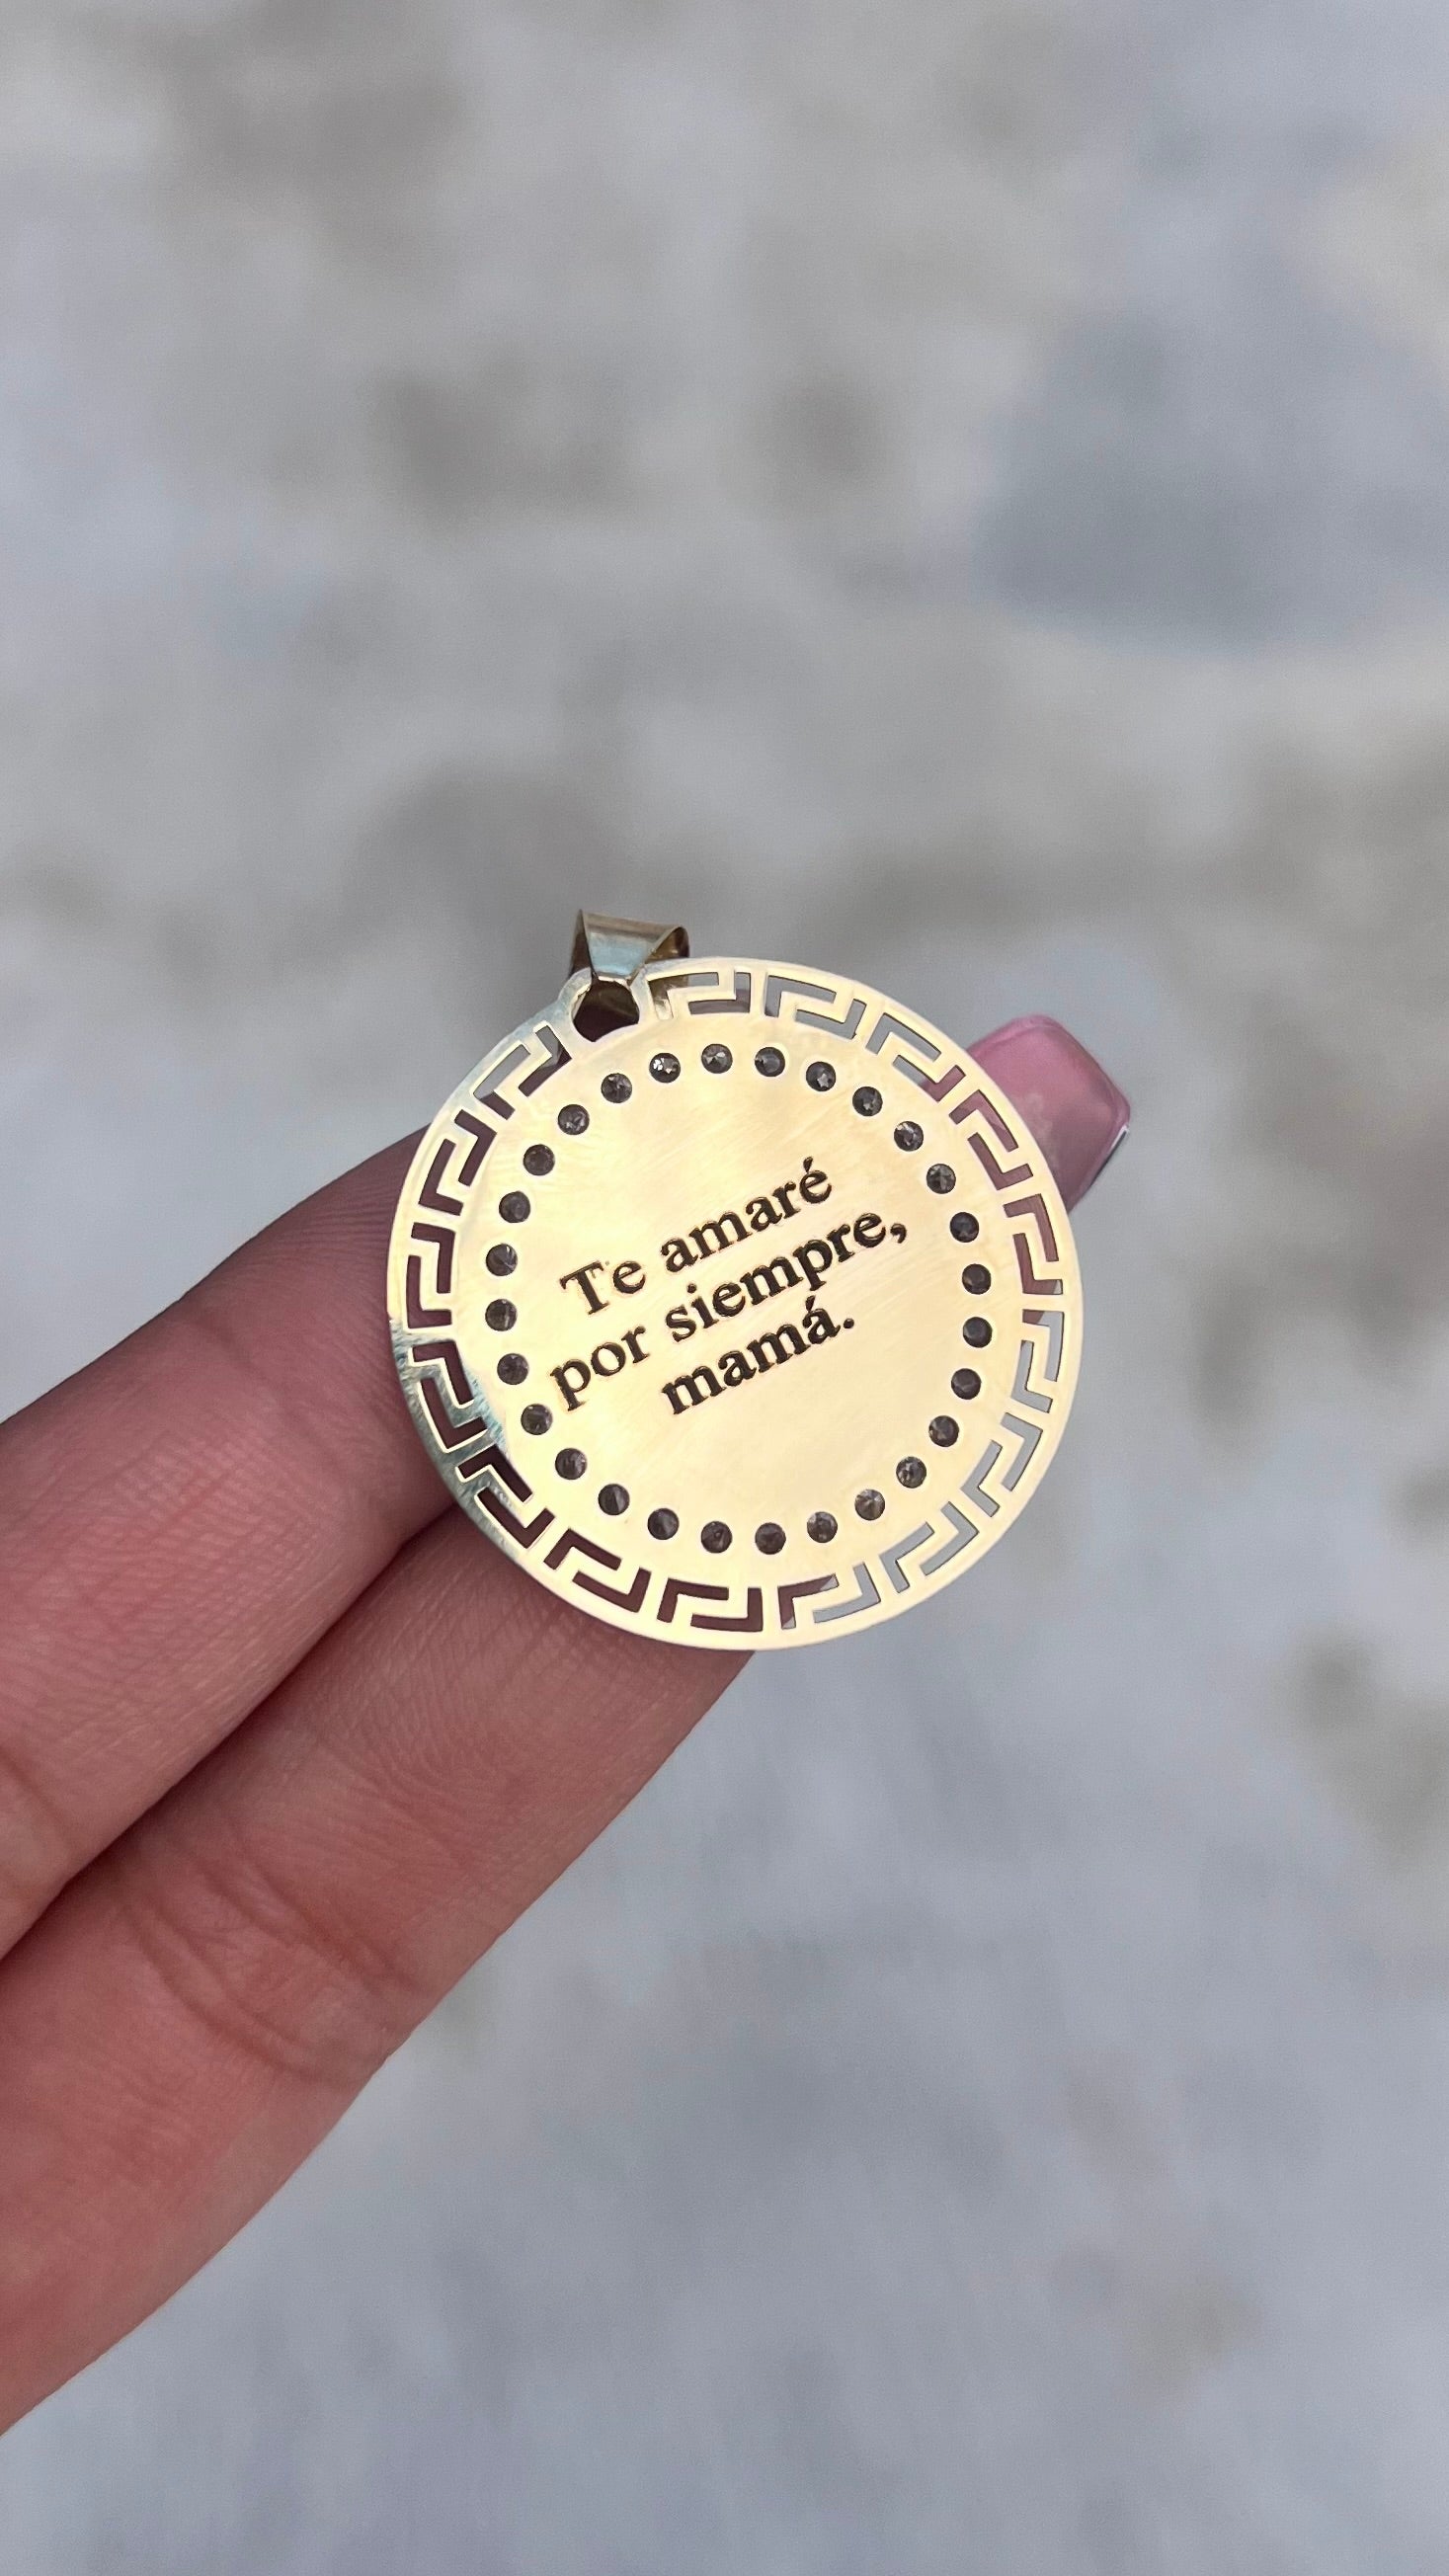 Te amaré
por siempre,
mamá.